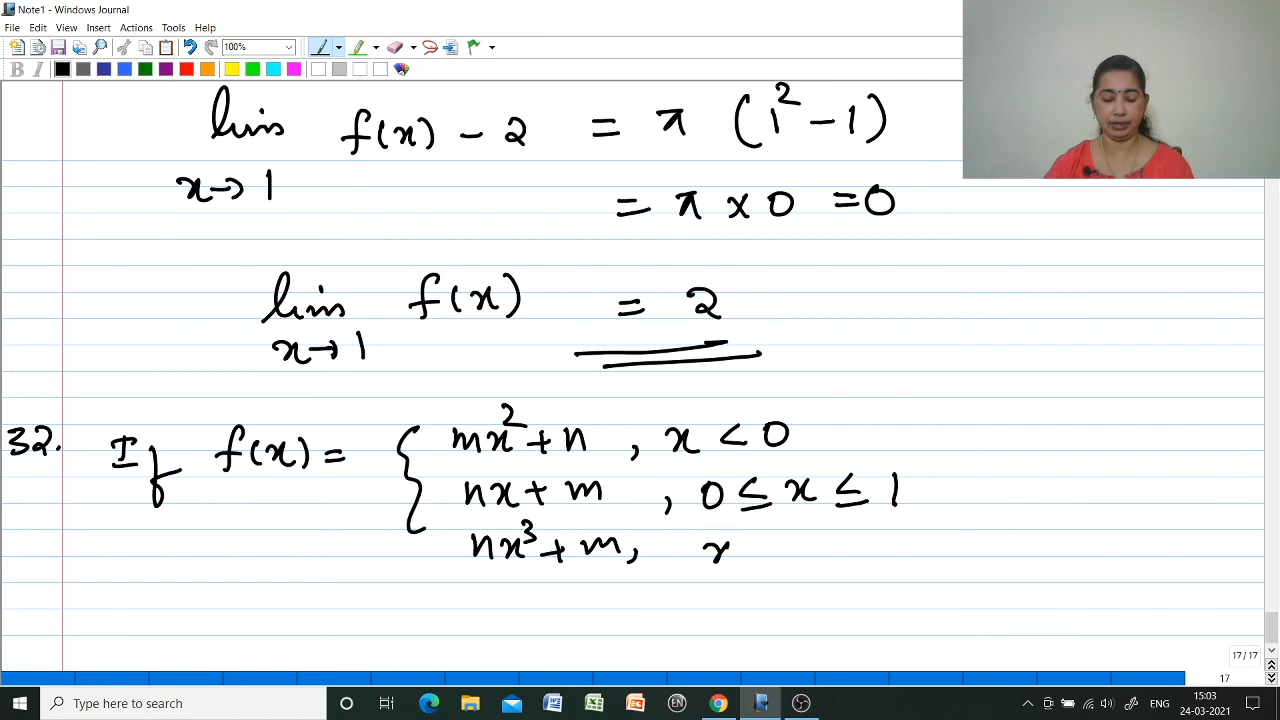 Note1 - Windows Journal
File Edit View Insert Actions Tools Help
100%
B I
lim f(x) - 2 = π (1² - 1)
x→1
= π x 0 = 0
lim f(x) = 2
x→1
32. If f(x) = { mx² + n , x < 0
nx + m , 0 ≤ x ≤ 1
nx³ + m, x
17 / 17
17
Type here to search
EN
ENG
15:03
24-03-2021